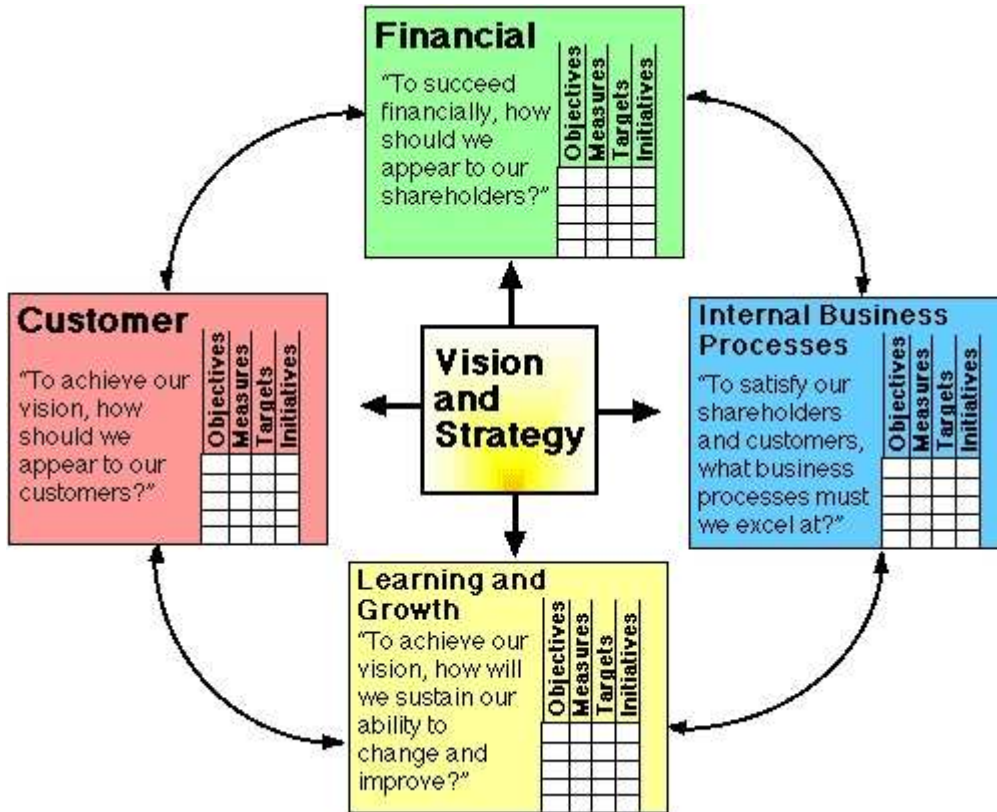 Financial
“To succeed
financially, how
should we
appear to our
shareholders?”
Objectives
Measures
Targets
Initiatives
Customer
“To achieve our
vision, how
should we
appear to our
customers?”
Objectives
Measures
Targets
Initiatives
Vision
and
Strategy
Internal Business
Processes
“To satisfy our
shareholders
and customers,
what business
processes must
we excel at?”
Objectives
Measures
Targets
Initiatives
Learning and
Growth
“To achieve our
vision, how will
we sustain our
ability to
change and
improve?”
Objectives
Measures
Targets
Initiatives